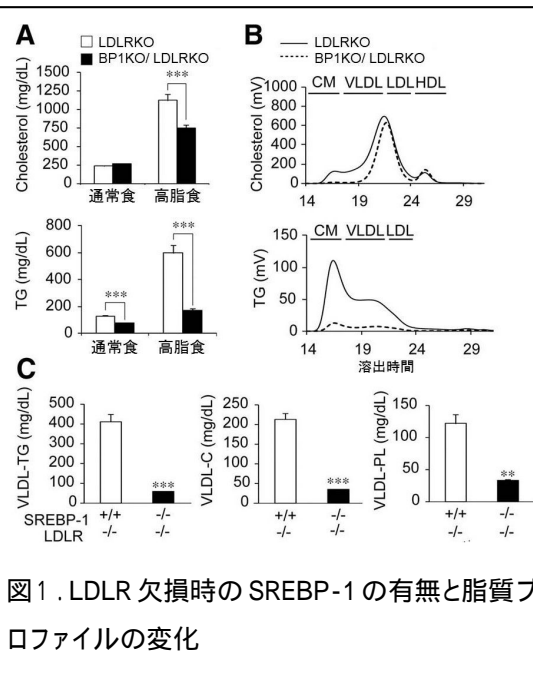 A
LDLRKO
BP1KO/ LDLRKO
Cholesterol (mg/dL)
1500
1250
1000
750
500
250
0
***
通常食 高脂食
TG (mg/dL)
800
600
400
200
0
***
***
通常食 高脂食
B
LDLRKO
BP1KO/ LDLRKO
Cholesterol (mV)
CM VLDL LDL HDL
1000
800
600
400
200
0
14 19 24 29
TG (mV)
CM VLDL LDL
150
100
50
0
14 19 24 29
溶出時間
C
VLDL-TG (mg/dL)
500
400
300
200
100
0
***
VLDL-C (mg/dL)
250
200
150
100
50
0
***
VLDL-PL (mg/dL)
150
100
50
0
**
SREBP-1 +/+ -/- +/+ -/- +/+ -/-
LDLR -/- -/- -/- -/- -/- -/-
図1.LDLR 欠損時の SREBP-1 の有無と脂質プ
ロファイルの変化